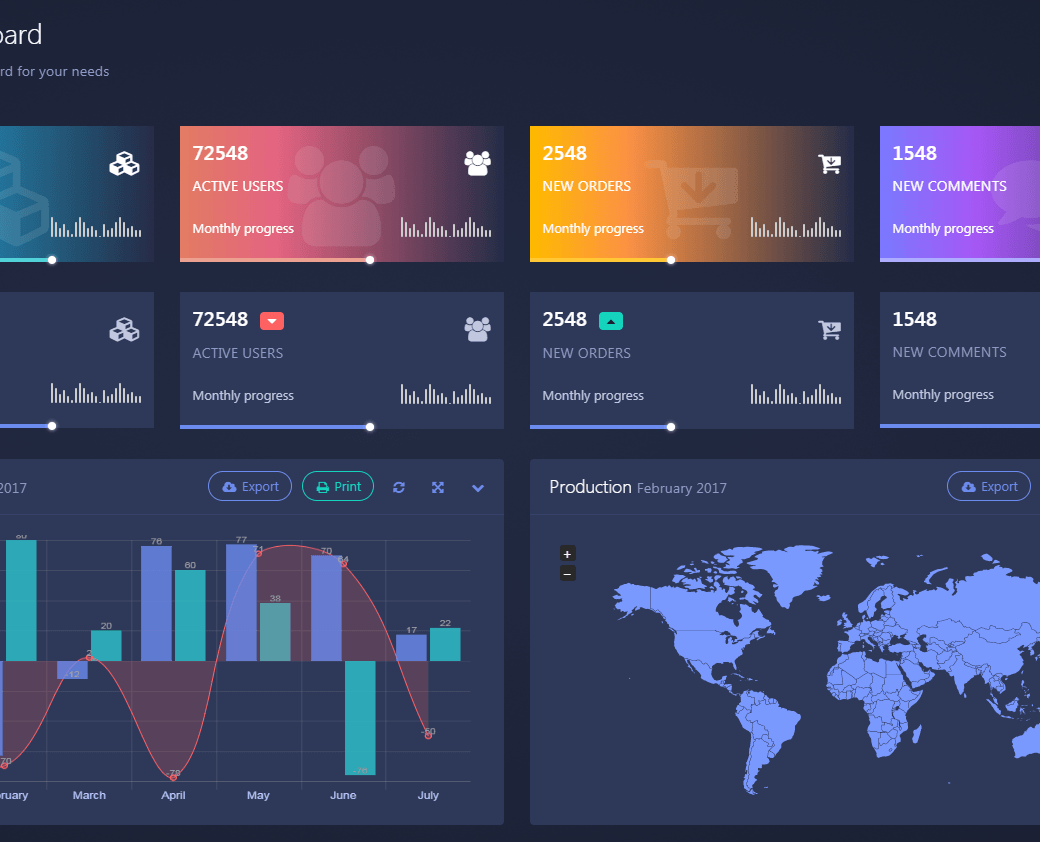 oard
rd for your needs
72548
ACTIVE USERS
Monthly progress
2548
NEW ORDERS
Monthly progress
1548
NEW COMMENTS
Monthly progress
72548
ACTIVE USERS
Monthly progress
2548
NEW ORDERS
Monthly progress
1548
NEW COMMENTS
Monthly progress
2017
Export
Print
80
76
77
71
70
64
60
38
20
2
17
22
-12
-70
-78
-76
-50
ruary
March
April
May
June
July
Production February 2017
Export
+
−